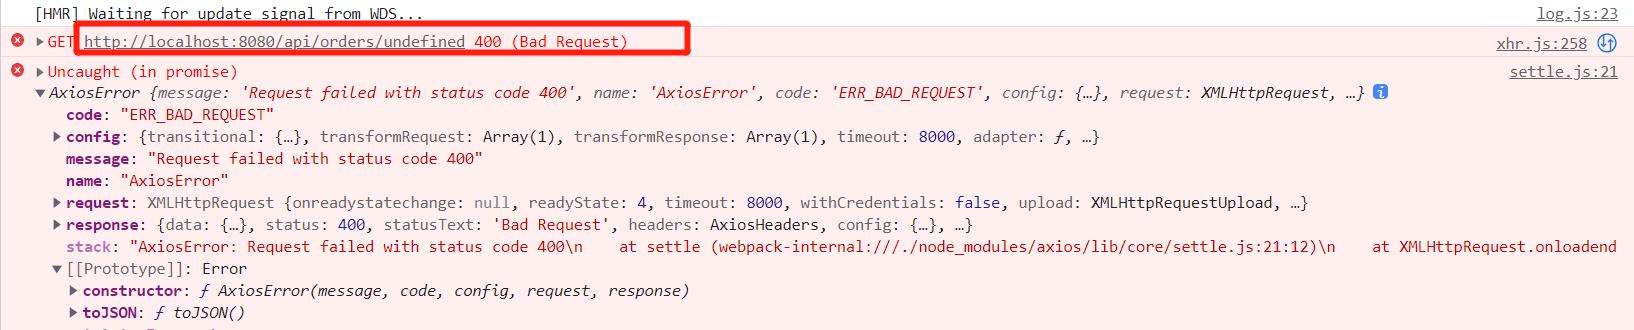 [HMR] Waiting for update signal from WDS... log.js:23
GET http://localhost:8080/api/orders/undefined 400 (Bad Request) xhr.js:258
Uncaught (in promise) settle.js:21
AxiosError {message: 'Request failed with status code 400', name: 'AxiosError', code: 'ERR_BAD_REQUEST', config: {…}, request: XMLHttpRequest, …}
code: "ERR_BAD_REQUEST"
config: {transitional: {…}, transformRequest: Array(1), transformResponse: Array(1), timeout: 8000, adapter: ƒ, …}
message: "Request failed with status code 400"
name: "AxiosError"
request: XMLHttpRequest {onreadystatechange: null, readyState: 4, timeout: 8000, withCredentials: false, upload: XMLHttpRequestUpload, …}
response: {data: {…}, status: 400, statusText: 'Bad Request', headers: AxiosHeaders, config: {…}, …}
stack: "AxiosError: Request failed with status code 400\n    at settle (webpack-internal:///./node_modules/axios/lib/core/settle.js:21:12)\n    at XMLHttpRequest.onloadend
[[Prototype]]: Error
constructor: ƒ AxiosError(message, code, config, request, response)
toJSON: ƒ toJSON()